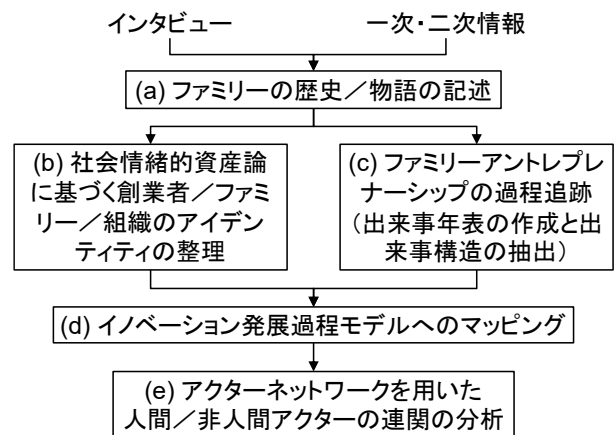 インタビュー
一次・二次情報
(a) ファミリーの歴史／物語の記述
(b) 社会情緒的資産論
に基づく創業者／ファ
ミリー／組織のアイデン
ティティの整理
(c) ファミリーアントレプレ
ナーシップの過程追跡
（出来事年表の作成と出
来事構造の抽出）
(d) イノベーション発展過程モデルへのマッピング
(e) アクターネットワークを用いた
人間／非人間アクターの連関の分析